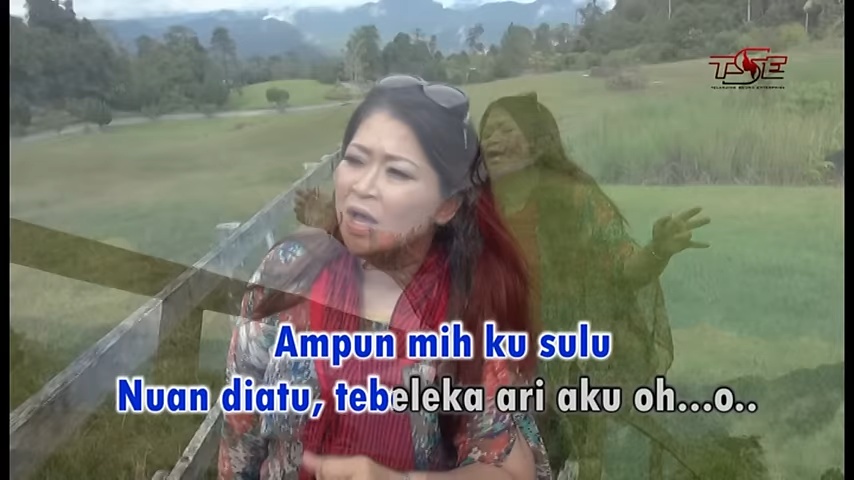 TSE
Ampun mih ku sulu
Nuan diatu, tebeleka ari aku oh...o..